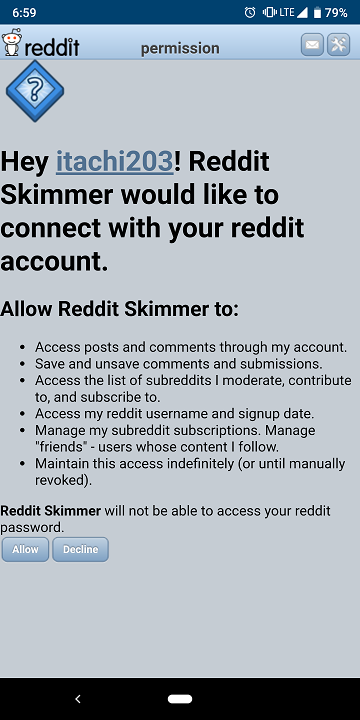 6:59 LTE 79%
reddit permission
Hey itachi203! Reddit
Skimmer would like to
connect with your reddit
account.
Allow Reddit Skimmer to:
• Access posts and comments through my account.
• Save and unsave comments and submissions.
• Access the list of subreddits I moderate, contribute
to, and subscribe to.
• Access my reddit username and signup date.
• Manage my subreddit subscriptions. Manage
"friends" - users whose content I follow.
• Maintain this access indefinitely (or until manually
revoked).
Reddit Skimmer will not be able to access your reddit
password.
Allow Decline